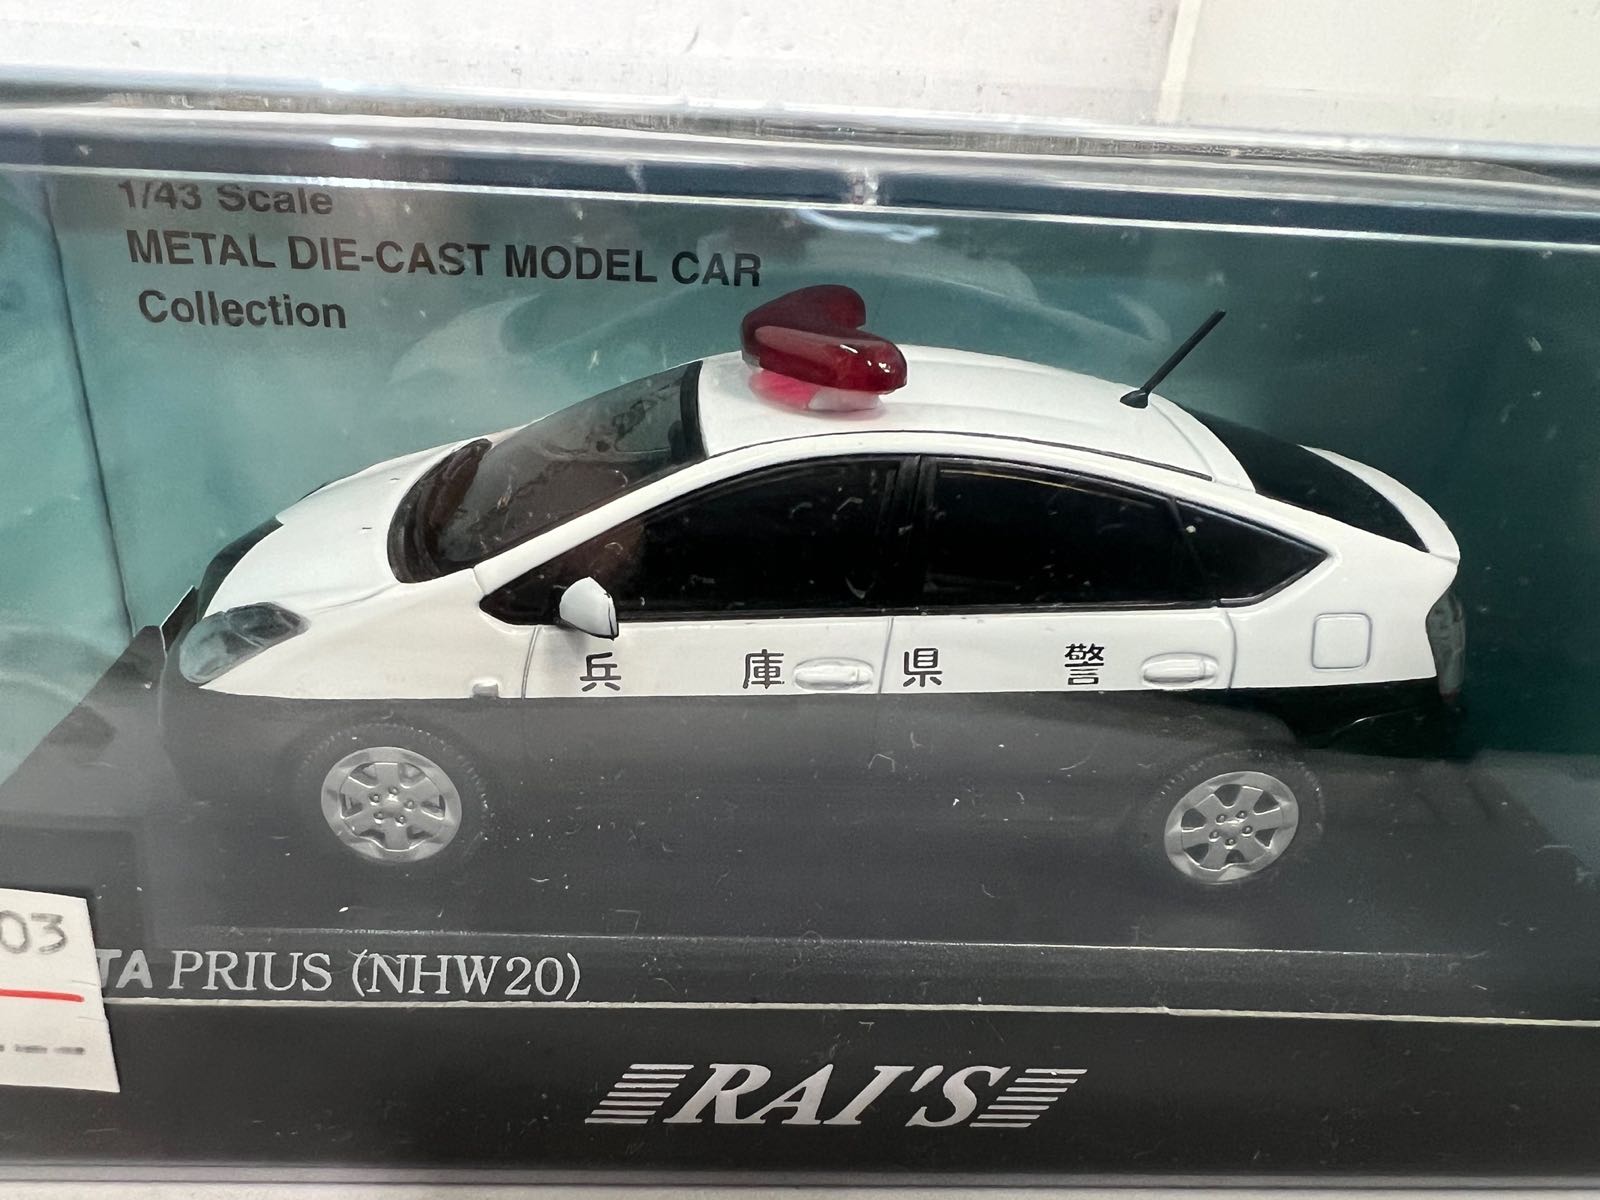 1/43 Scale
METAL DIE-CAST MODEL CAR
Collection
兵庫県警
03
TA PRIUS (NHW20)
RAI'S